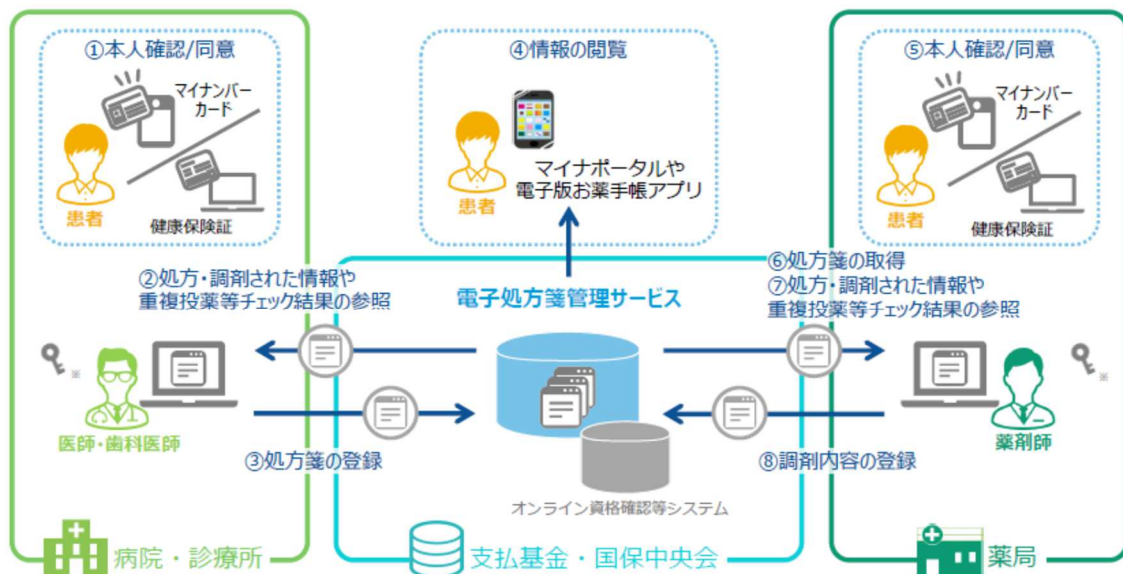 ①本人確認/同意
マイナンバー
カード
患者
健康保険証
④情報の閲覧
患者
マイナポータルや
電子版お薬手帳アプリ
⑤本人確認/同意
マイナンバー
カード
患者
健康保険証
②処方・調剤された情報や
重複投薬等チェック結果の参照
電子処方箋管理サービス
⑥処方箋の取得
⑦処方・調剤された情報や
重複投薬等チェック結果の参照
※
医師・歯科医師
③処方箋の登録
オンライン資格確認等システム
※
薬剤師
⑧調剤内容の登録
病院・診療所
支払基金・国保中央会
薬局